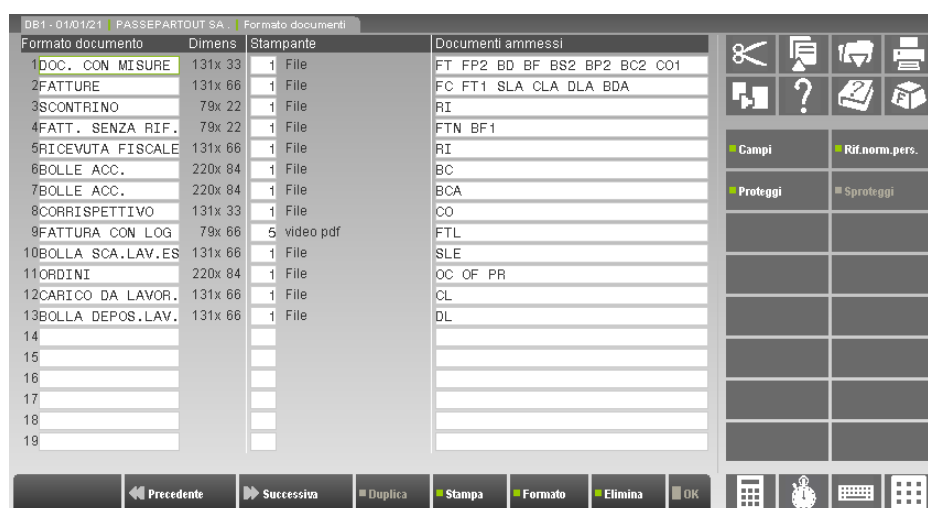 DB1 - 01/01/21 PASSEPARTOUT SA . Formato documenti
Formato documento Dimens Stampante Documenti ammessi
1 DOC. CON MISURE 131x 33 1 File FT FP2 BD BF BS2 BP2 BC2 CO1
2 FATTURE 131x 66 1 File FC FT1 SLA CLA DLA BDA
3 SCONTRINO 79x 22 1 File RI
4 FATT. SENZA RIF. 79x 22 1 File FTN BF1
5 RICEVUTA FISCALE 131x 66 1 File RI
6 BOLLE ACC. 220x 84 1 File BC
7 BOLLE ACC. 220x 84 1 File BCA
8 CORRISPETTIVO 131x 33 1 File CO
9 FATTURA CON LOG 79x 66 5 video pdf FTL
10 BOLLA SCA.LAV.ES 131x 66 1 File SLE
11 ORDINI 220x 84 1 File OC OF PR
12 CARICO DA LAVOR. 131x 66 1 File CL
13 BOLLA DEPOS.LAV. 131x 66 1 File DL
14
15
16
17
18
19
Campi Rif.norm.pers.
Proteggi Sproteggi
Precedente Successiva Duplica Stampa Formato Elimina OK